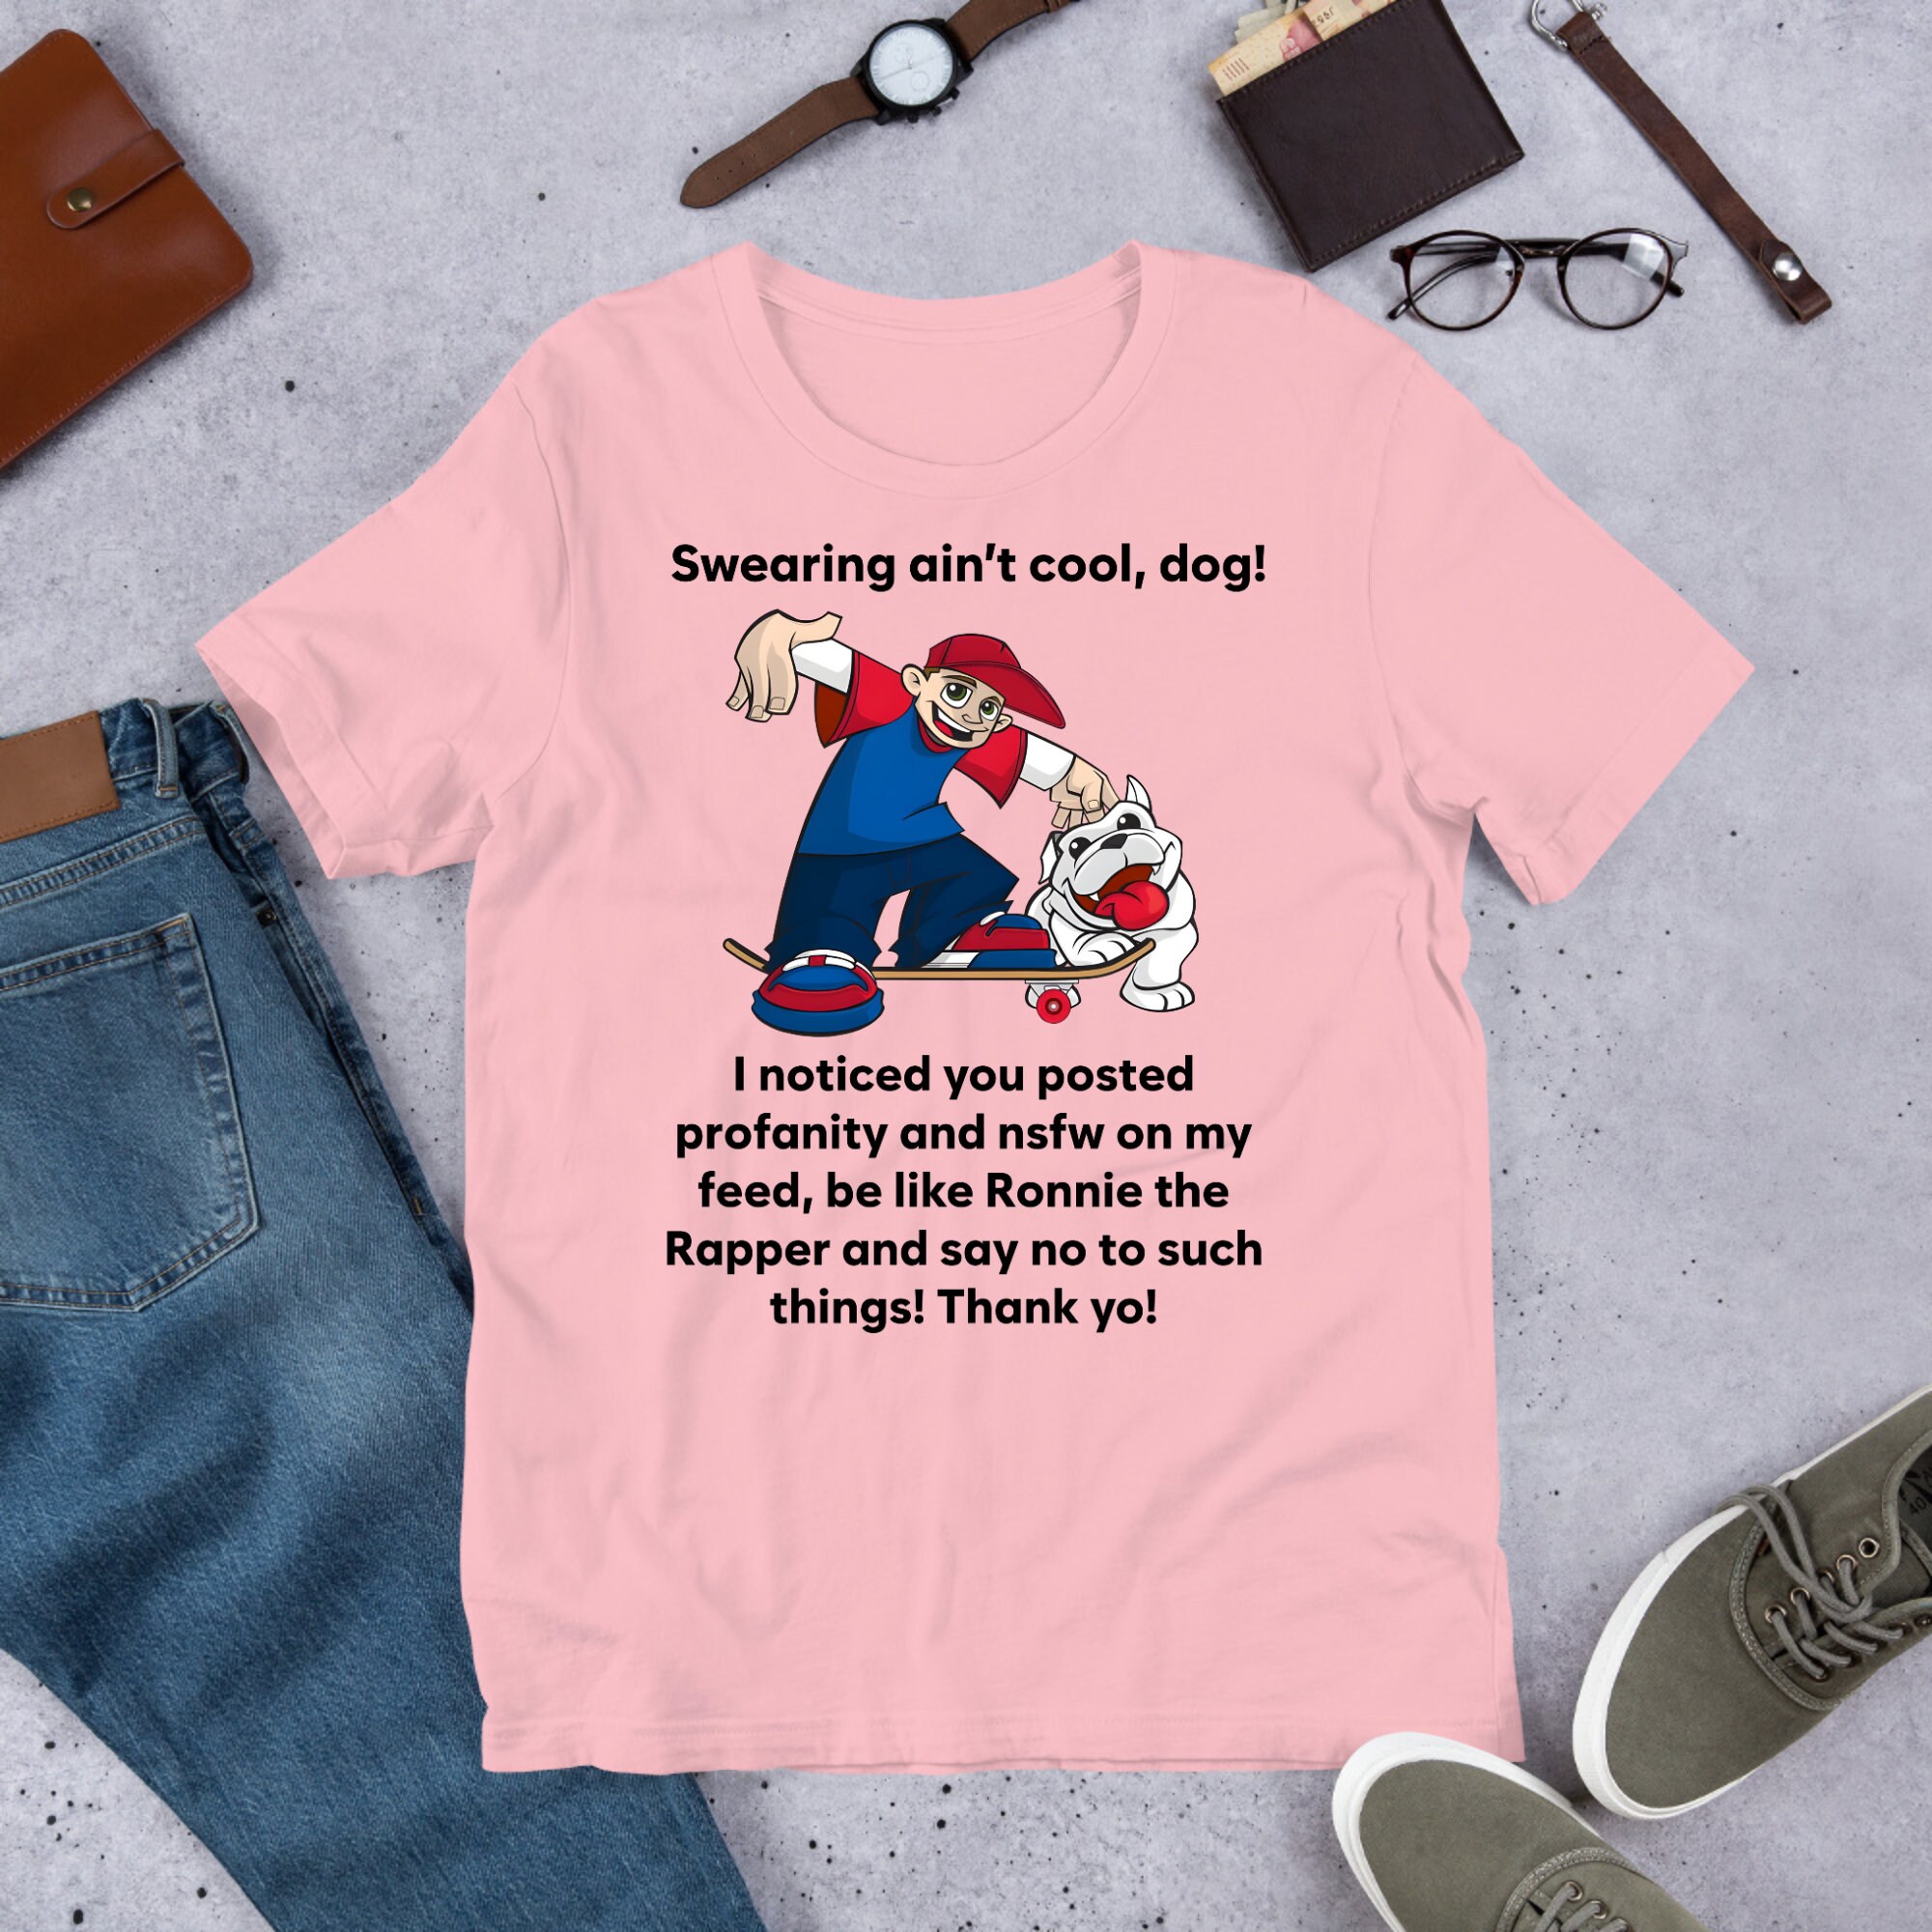 Swearing ain't cool, dog!
I noticed you posted
profanity and nsfw on my
feed, be like Ronnie the
Rapper and say no to such
things! Thank yo!